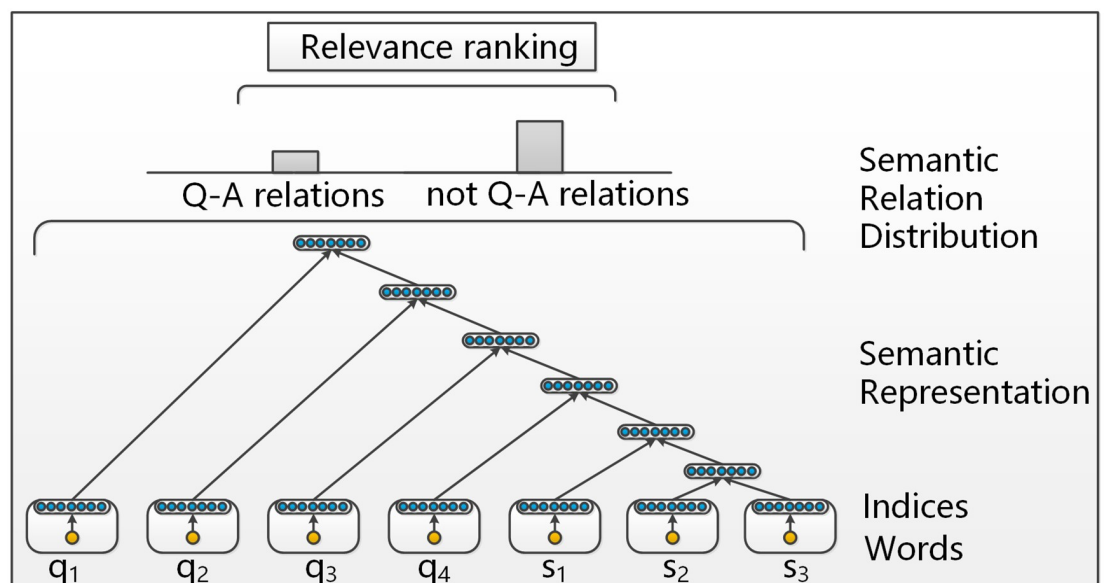 Relevance ranking
Q-A relations
not Q-A relations
Semantic
Relation
Distribution
Semantic
Representation
Indices
Words
q1 q2 q3 q4 s1 s2 s3